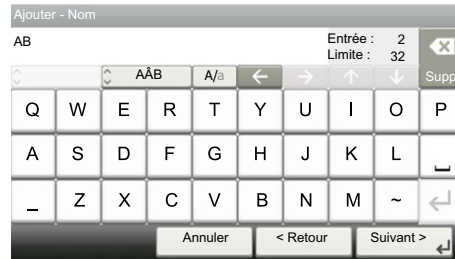 Ajouter - Nom
AB
Entrée : 2
Limite : 32
AÂB A/a ← → ↑ ↓ Supp
Q W E R T Y U I O P
A S D F G H J K L
_ Z X C V B N M ~
Annuler < Retour Suivant >